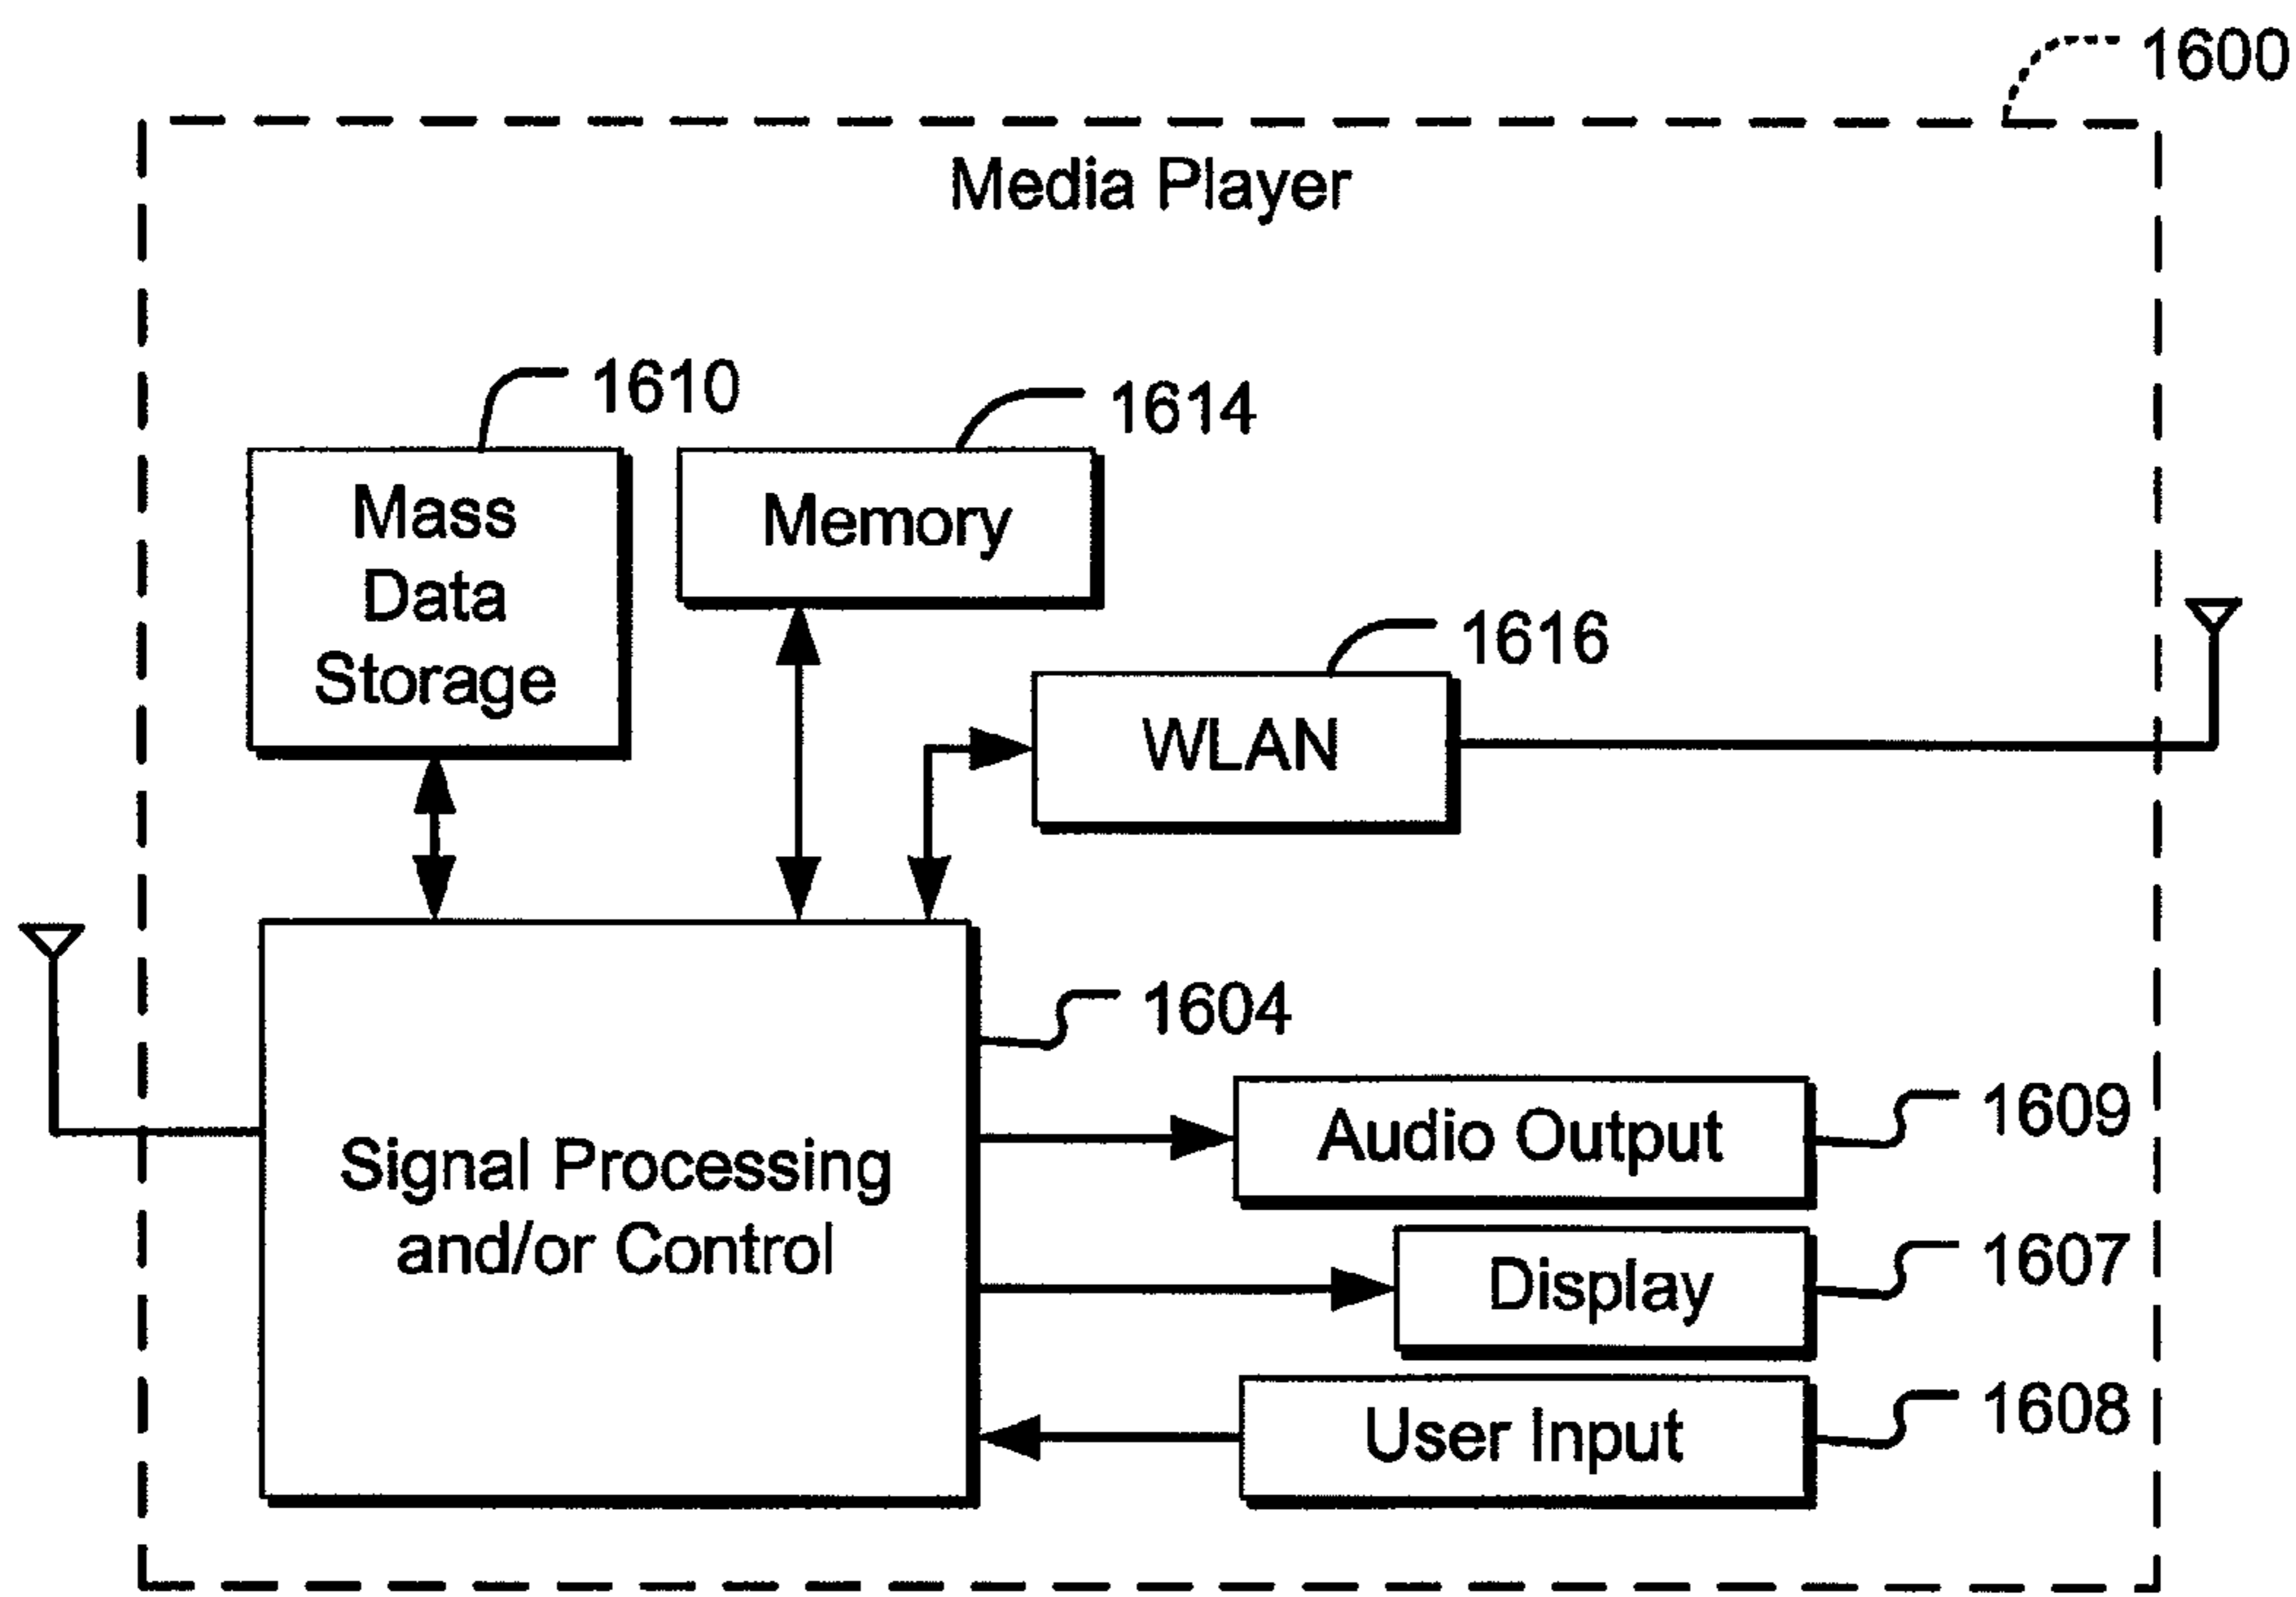 1600
Media Player
1610
1614
Mass
Data
Storage
Memory
1616
WLAN
1604
Signal Processing
and/or Control
Audio Output
1609
Display
1607
User Input
1608